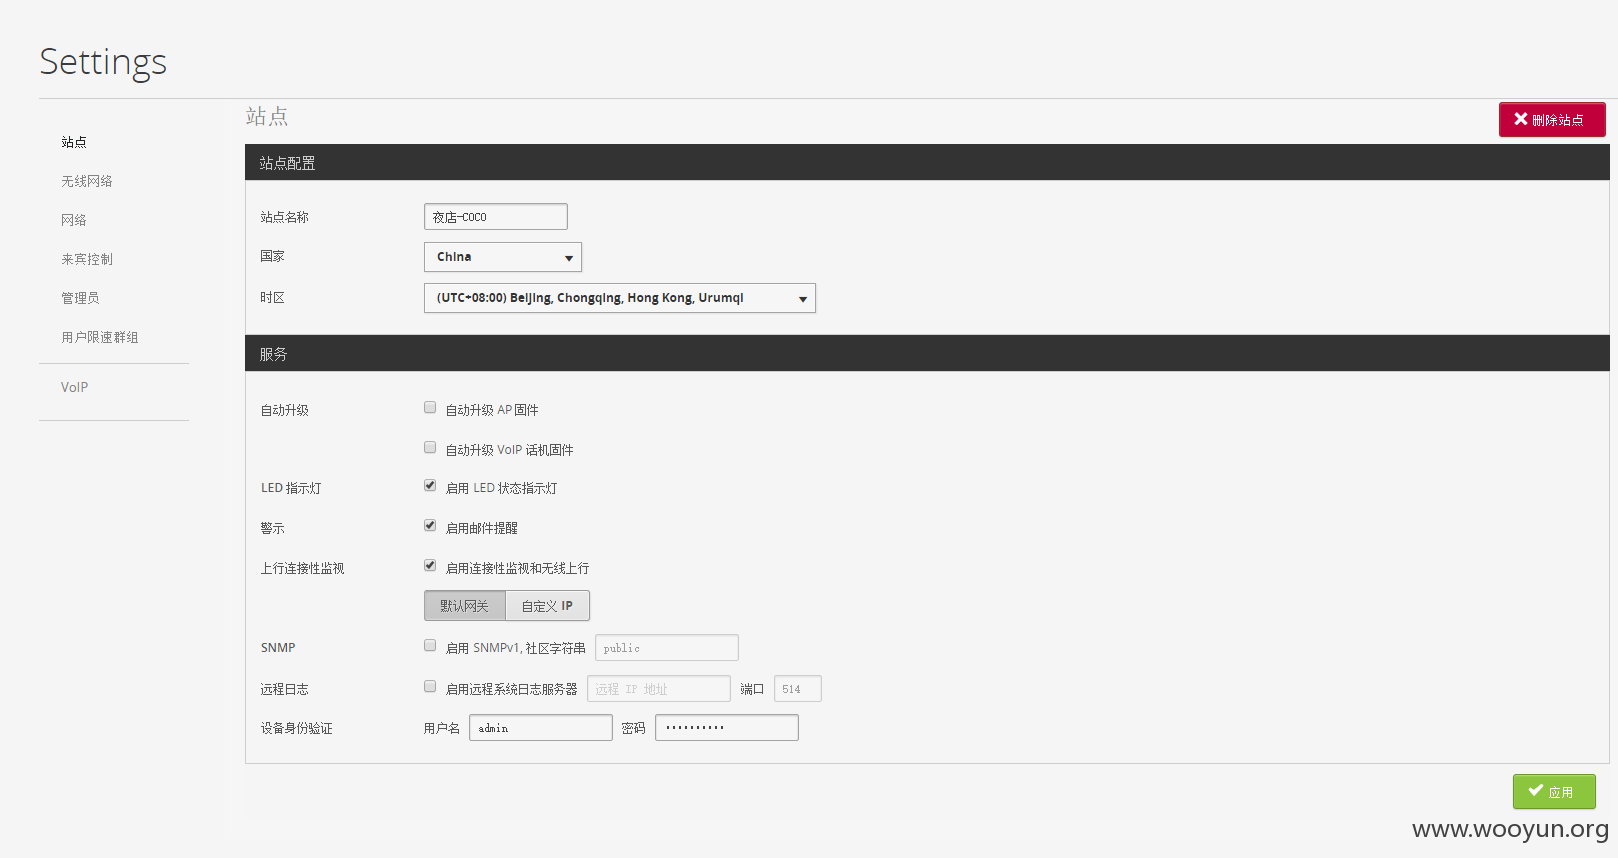 Settings
站点
无线网络
网络
来宾控制
管理员
用户限速群组
VoIP
站点
删除站点
站点配置
站点名称 夜店-COCO
国家 China
时区 (UTC+08:00) Beijing, Chongqing, Hong Kong, Urumqi
服务
自动升级 自动升级 AP 固件
自动升级 VoIP 话机固件
LED 指示灯 启用 LED 状态指示灯
警示 启用邮件提醒
上行连接性监视 启用连接性监视和无线上行
默认网关 自定义 IP
SNMP 启用 SNMPv1, 社区字符串 public
远程日志 启用远程系统日志服务器 远程 IP 地址 端口 514
设备身份验证 用户名 admin 密码 ··········
应用
www.wooyun.org